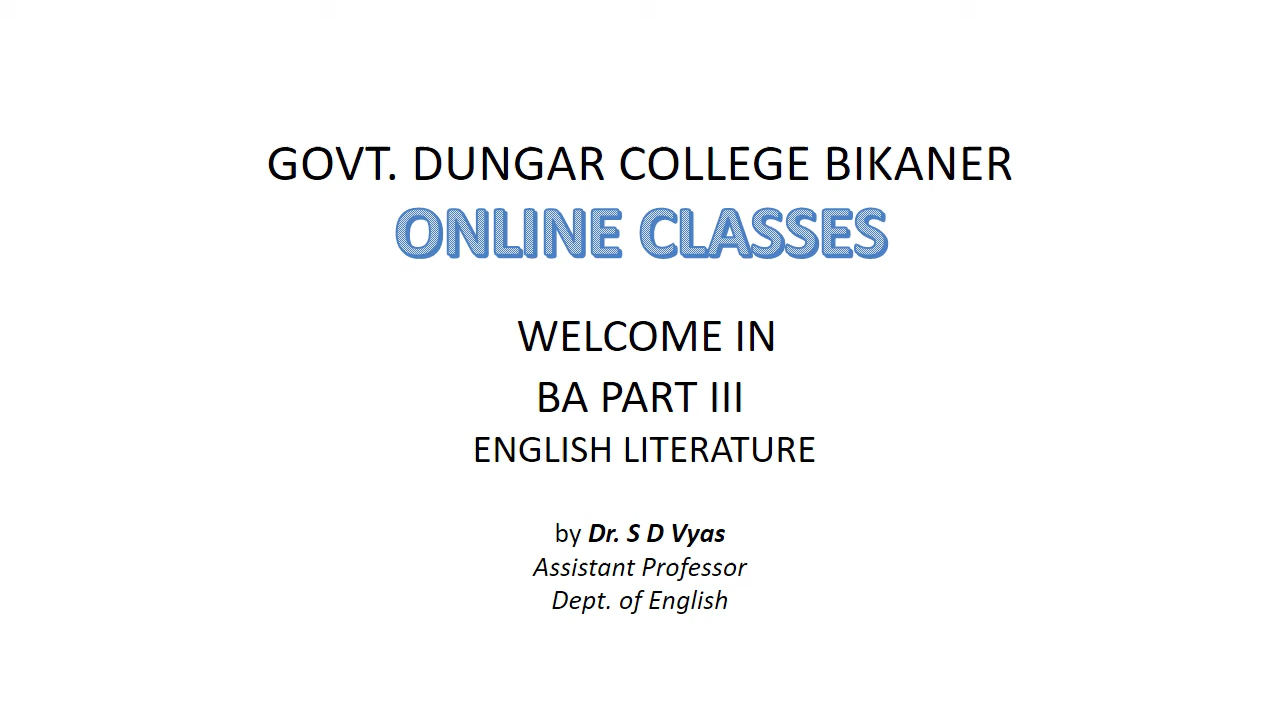 GOVT. DUNGAR COLLEGE BIKANER
ONLINE CLASSES
WELCOME IN
BA PART III
ENGLISH LITERATURE
by Dr. S D Vyas
Assistant Professor
Dept. of English